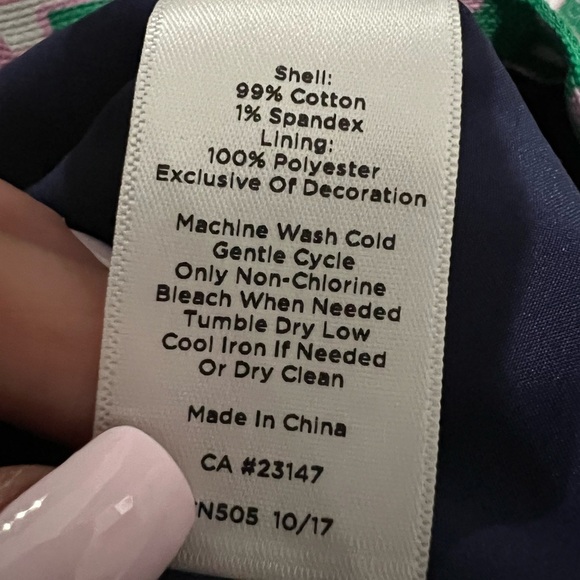 Shell:
99% Cotton
1% Spandex
Lining:
100% Polyester
Exclusive Of Decoration
Machine Wash Cold
Gentle Cycle
Only Non-Chlorine
Bleach When Needed
Tumble Dry Low
Cool Iron If Needed
Or Dry Clean
Made In China
CA #23147
10/17